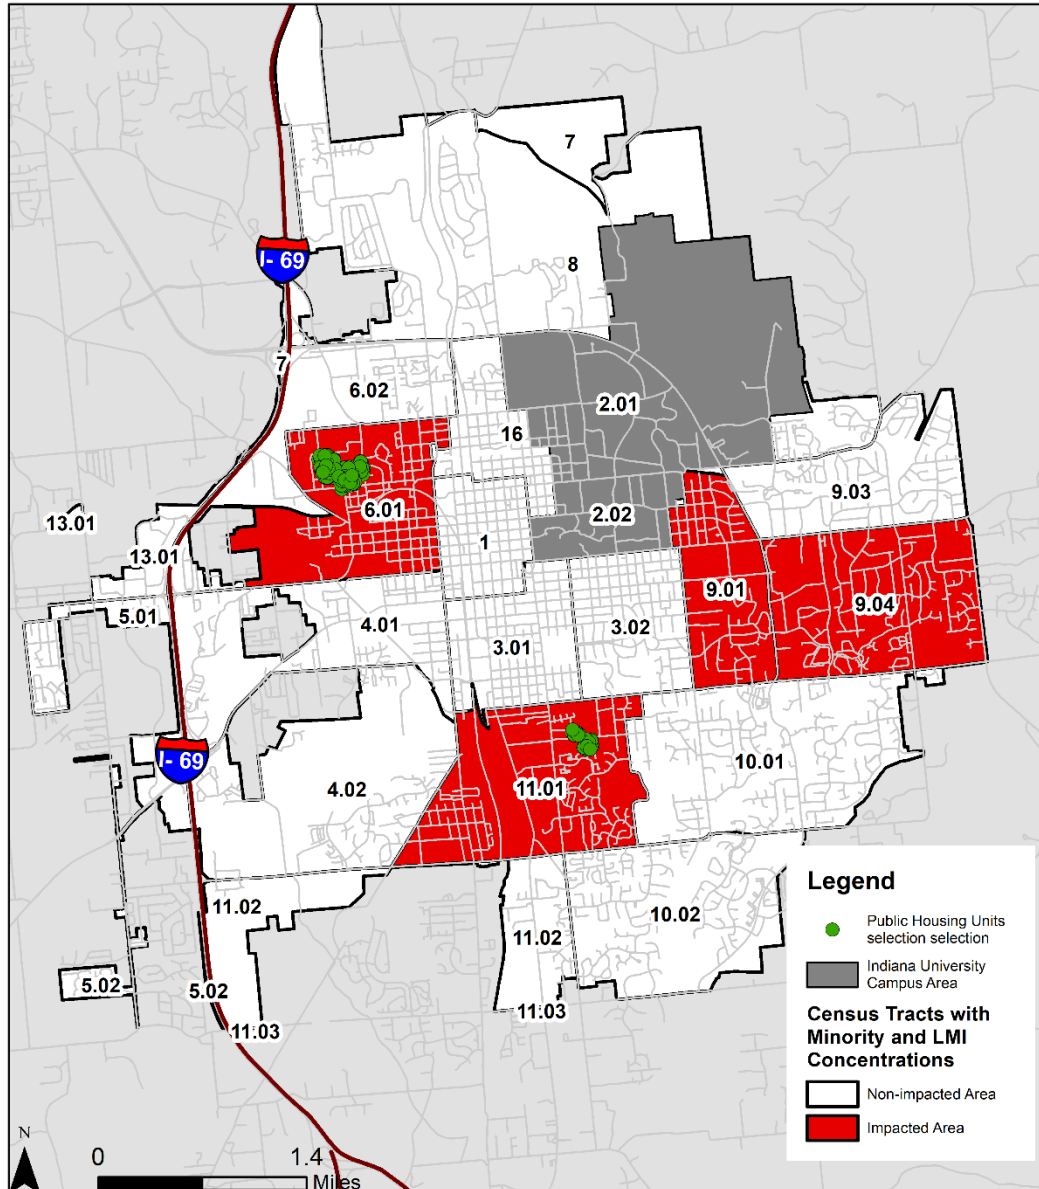 7
8
I- 69
7
6.02
2.01
16
9.03
6.01
13.01
2.02
1
13.01
9.01
9.04
5.01
4.01
3.02
3.01
I- 69
10.01
11.01
4.02
Legend
Public Housing Units
selection selection
Indiana University
Campus Area
Census Tracts with
Minority and LMI
Concentrations
Non-impacted Area
Impacted Area
11.02
10.02
11.02
5.02
5.02
11.03
11.03
N
0
1.4
Miles